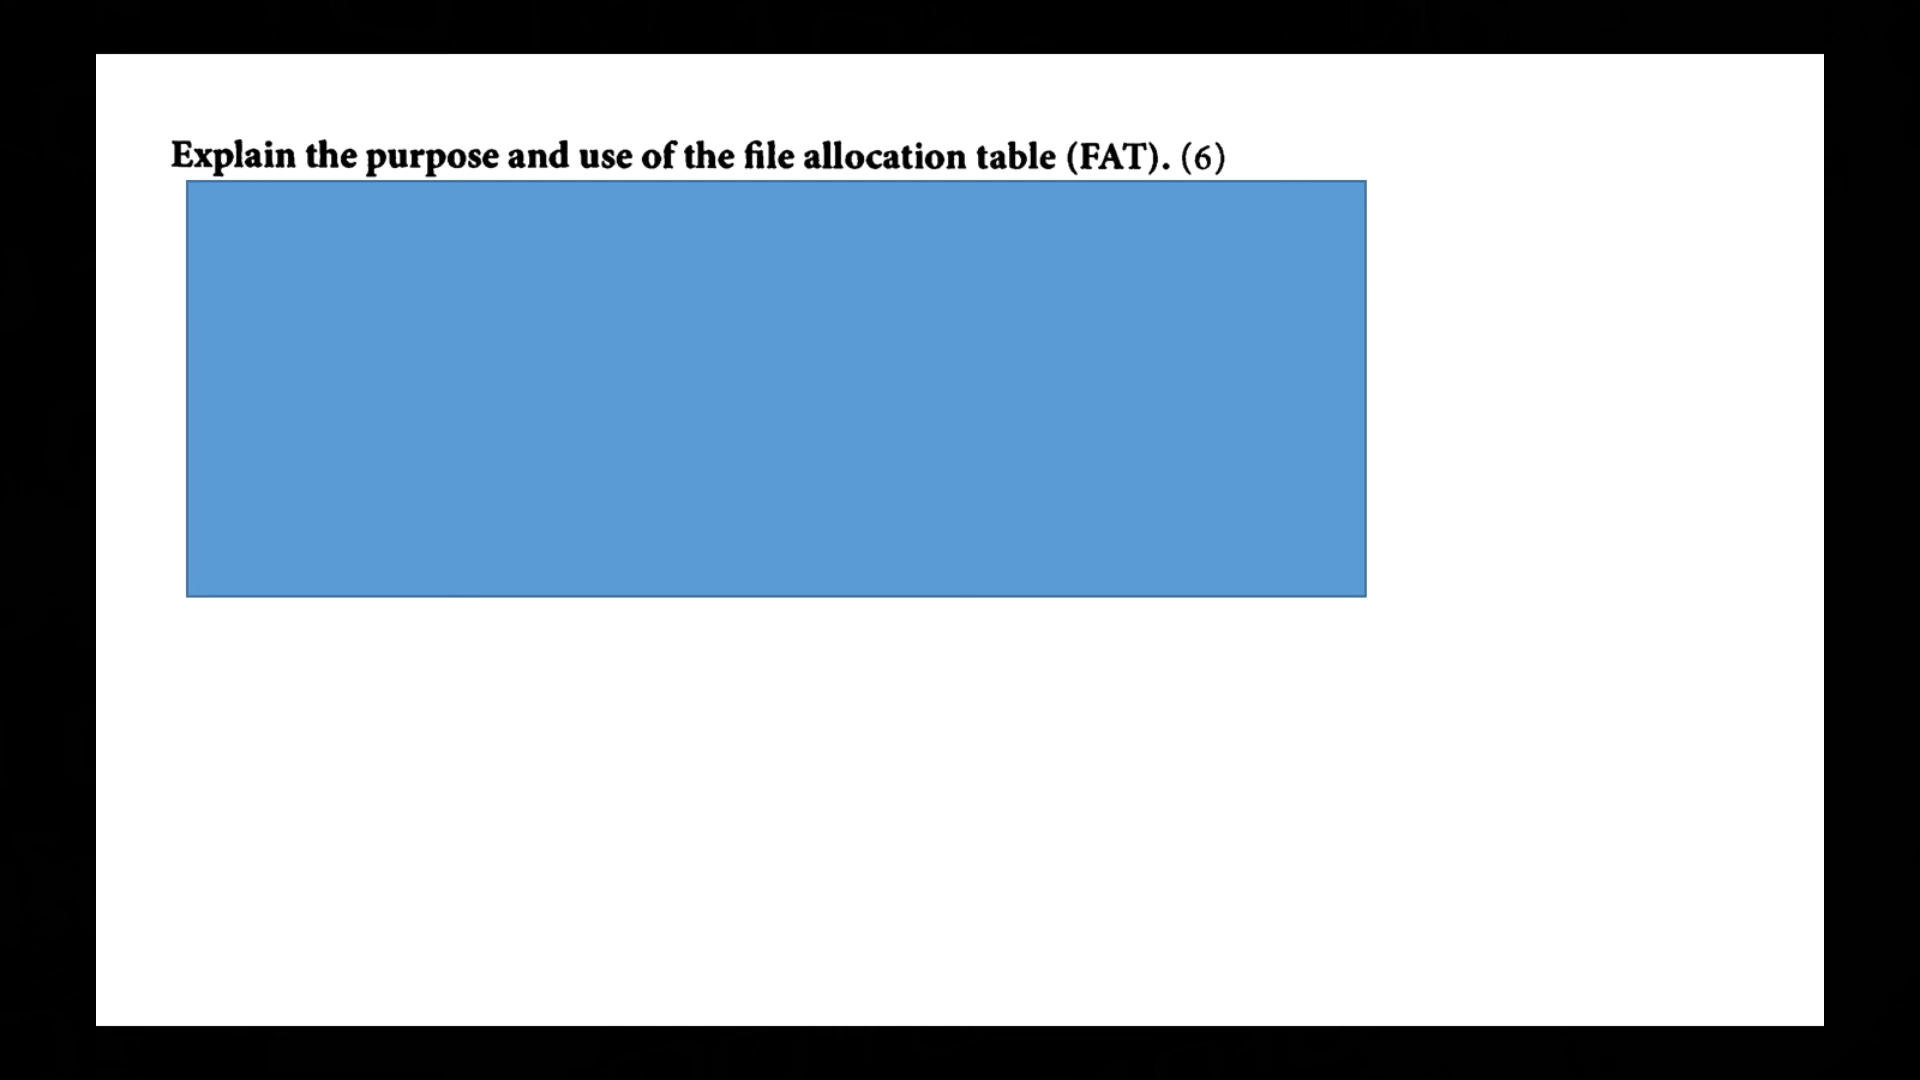 Explain the purpose and use of the file allocation table (FAT). (6)